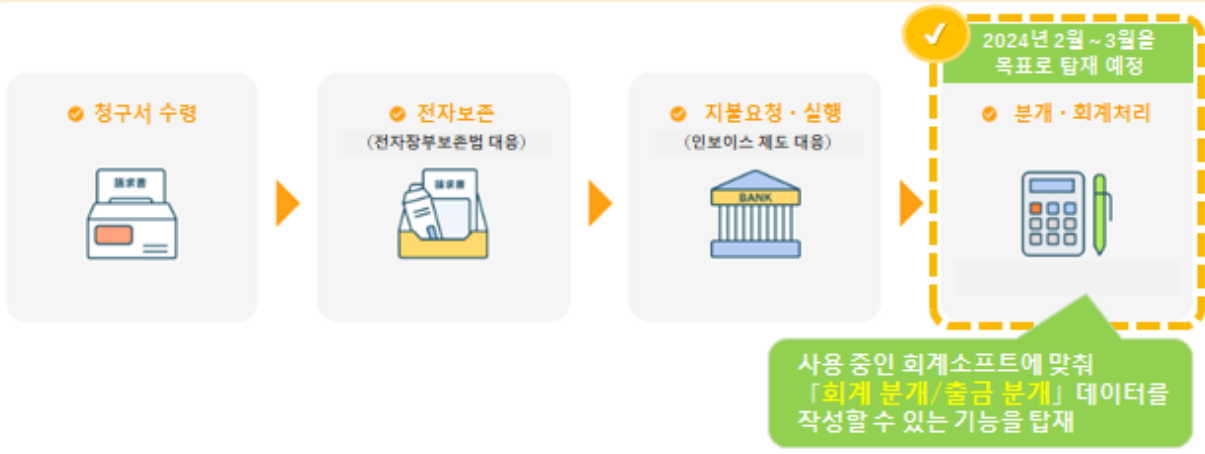 2024년 2월 ~ 3월을
목표로 탑재 예정
청구서 수령
請求書
전자보존
(전자장부보존법 대응)
請求書
지불요청・실행
(인보이스 제도 대응)
BANK
분개・회계처리
사용 중인 회계소프트에 맞춰
「회계 분개/출금 분개」 데이터를
작성할 수 있는 기능을 탑재